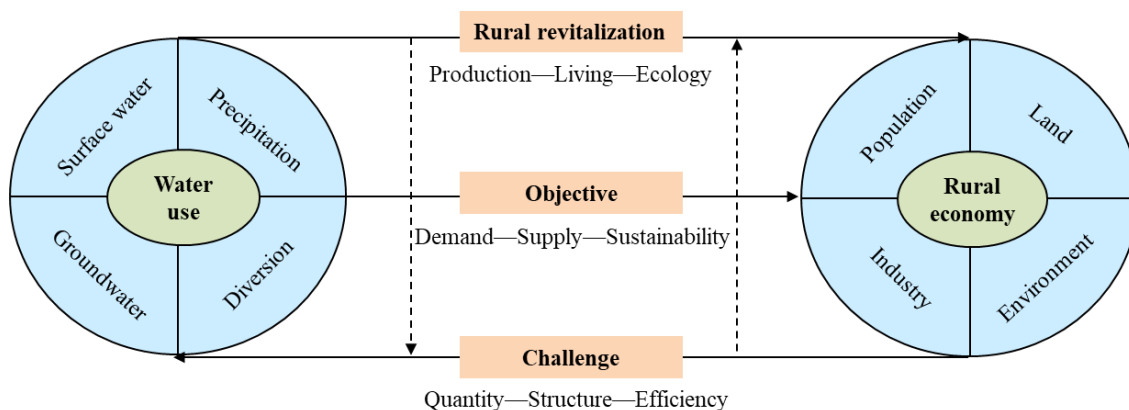 Rural revitalization
Production—Living—Ecology
Surface water
Precipitation
Water
use
Groundwater
Diversion
Objective
Demand—Supply—Sustainability
Population
Land
Rural
economy
Industry
Environment
Challenge
Quantity—Structure—Efficiency